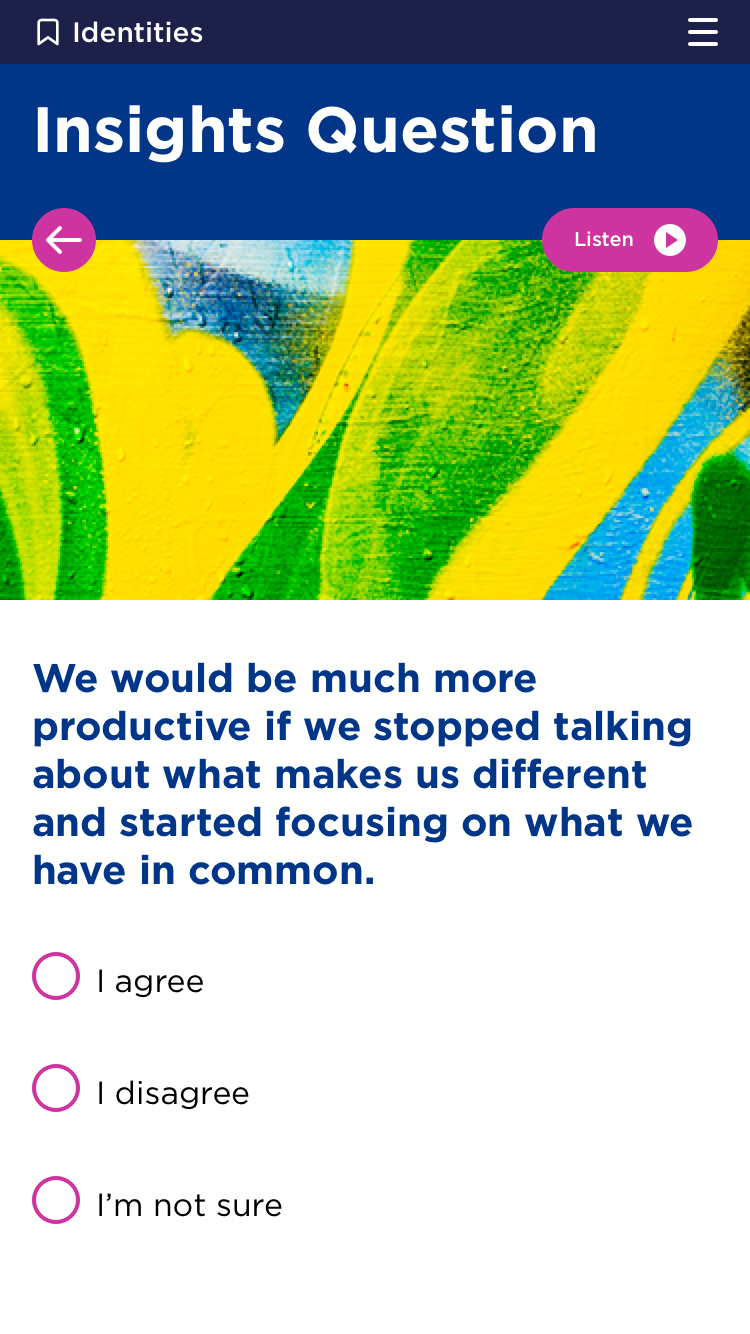 Identities
Insights Question
Listen
We would be much more
productive if we stopped talking
about what makes us different
and started focusing on what we
have in common.
I agree
I disagree
I’m not sure